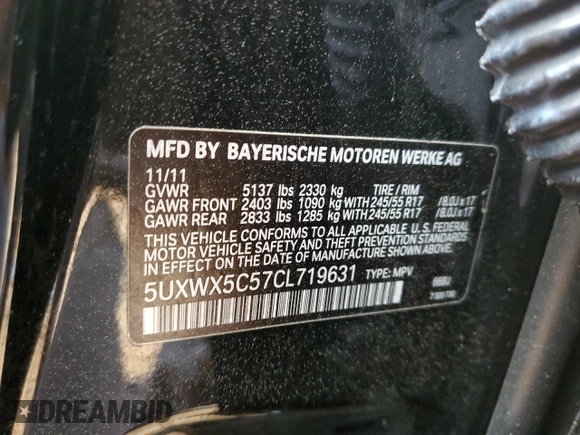 MFD BY BAYERISCHE MOTOREN WERKE AG
11/11
GVWR 5137 lbs 2330 kg TIRE / RIM
GAWR FRONT 2403 lbs 1090 kg WITH 245/55 R17 /8.0J x 17
GAWR REAR 2833 lbs 1285 kg WITH 245/55 R17 /8.0J x 17
THIS VEHICLE CONFORMS TO ALL APPLICABLE U. S. FEDERAL
MOTOR VEHICLE SAFETY AND THEFT PREVENTION STANDARDS
IN EFFECT ON THE DATE OF MANUFACTURE SHOWN ABOVE.
5UXWX5C57CL719631 TYPE: MPV
DREAMBID